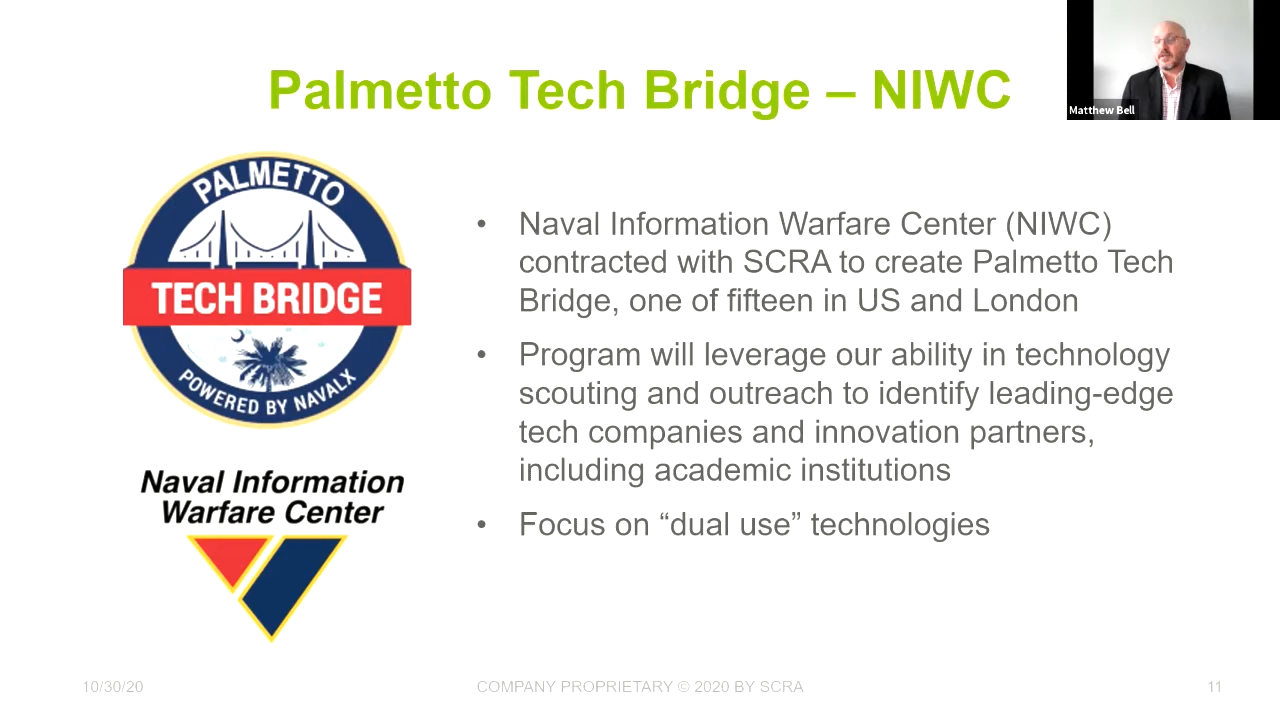 Palmetto Tech Bridge – NIWC
Matthew Bell
PALMETTO
TECH BRIDGE
POWERED BY NAVALX
Naval Information
Warfare Center
• Naval Information Warfare Center (NIWC)
contracted with SCRA to create Palmetto Tech
Bridge, one of fifteen in US and London
• Program will leverage our ability in technology
scouting and outreach to identify leading-edge
tech companies and innovation partners,
including academic institutions
• Focus on “dual use” technologies
10/30/20
COMPANY PROPRIETARY © 2020 BY SCRA
11